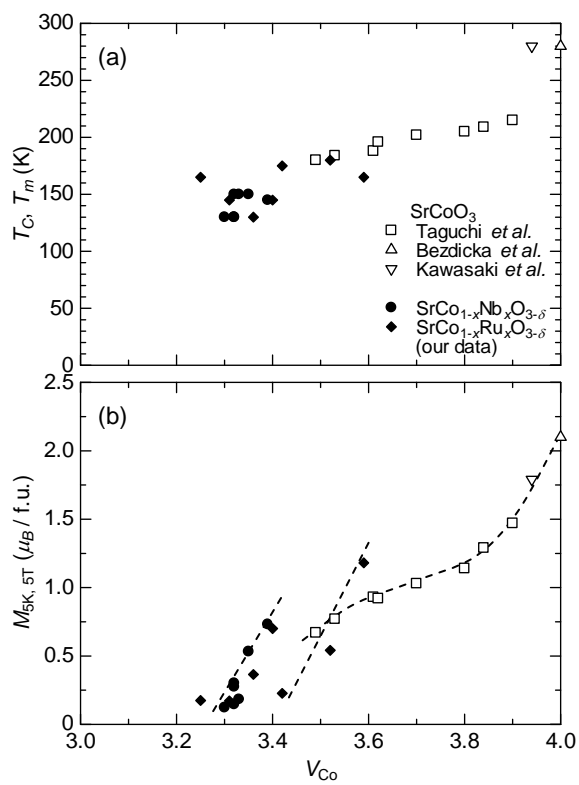 300
(a)
250
200
150
100
50
0
T_C, T_m (K)
SrCoO₃
Taguchi et al.
Bezdicka et al.
Kawasaki et al.
SrCo₁₋ₓNbₓO₃₋δ
SrCo₁₋ₓRuₓO₃₋δ
(our data)
2.5
(b)
2.0
1.5
1.0
0.5
0
M_5K, 5T (μ_B / f.u.)
3.0 3.2 3.4 3.6 3.8 4.0
V_Co